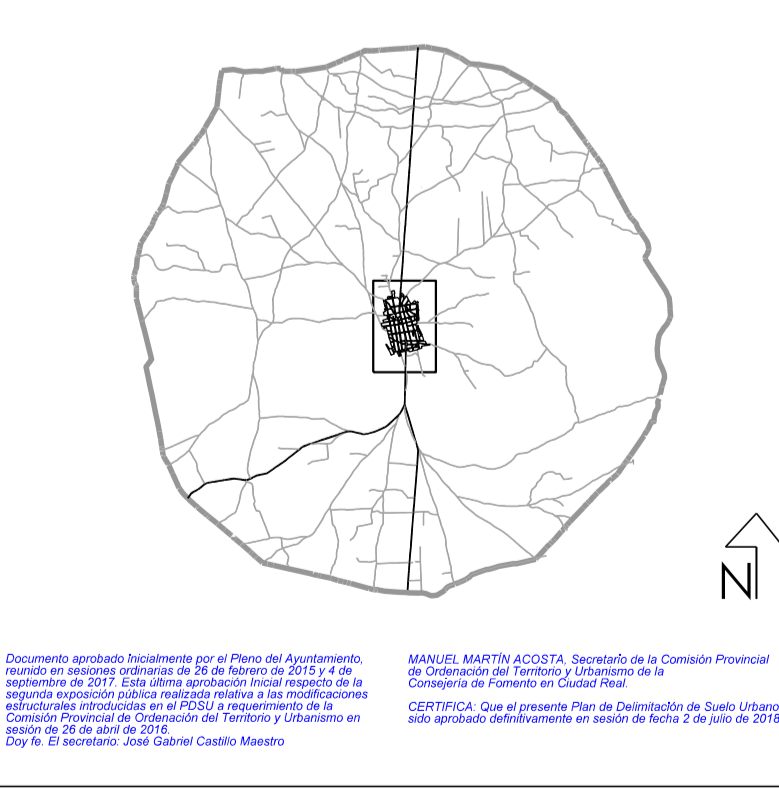 N
Documento aprobado inicialmente por el Pleno del Ayuntamiento,
reunido en sesiones ordinarias de 26 de febrero de 2015 y 4 de
septiembre de 2017. Esta última aprobación Inicial respecto de la
segunda exposición pública realizada relativa a las modificaciones
estructurales introducidas en el PDSU a requerimiento de la
Comisión Provincial de Ordenación del Territorio y Urbanismo en
sesión de 26 de abril de 2016.
Doy fe. El secretario: José Gabriel Castillo Maestro
MANUEL MARTÍN ACOSTA, Secretario de la Comisión Provincial
de Ordenación del Territorio y Urbanismo de la
Consejería de Fomento en Ciudad Real.
CERTIFICA: Que el presente Plan de Delimitación de Suelo Urbano
sido aprobado definitivamente en sesión de fecha 2 de julio de 2018